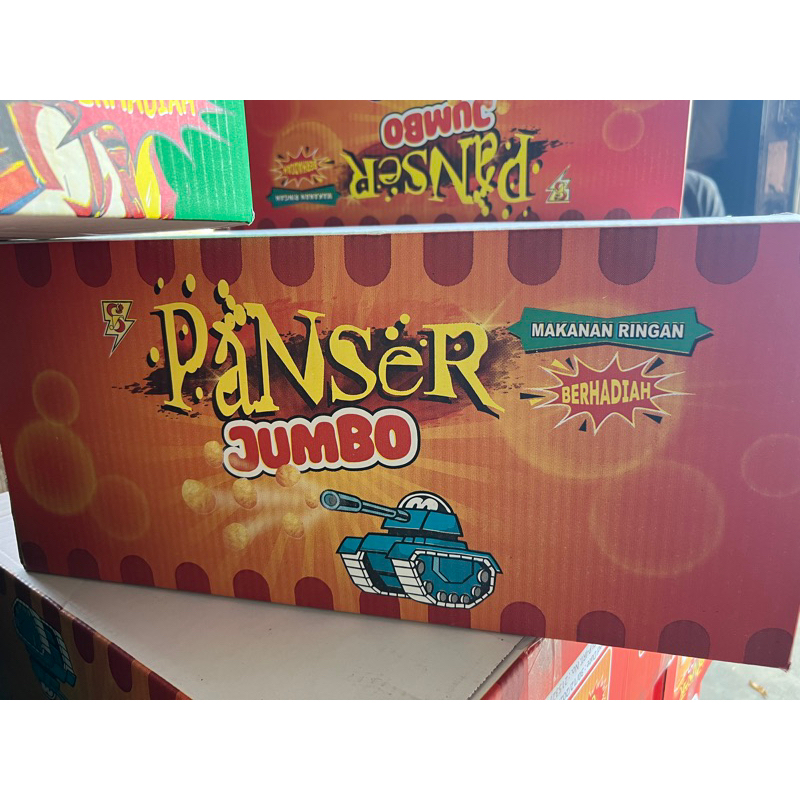 BERHADIAH
JUMBO
PANSER
BERHADIAH
MAKANAN RINGAN
PANSER
JUMBO
MAKANAN RINGAN
BERHADIAH